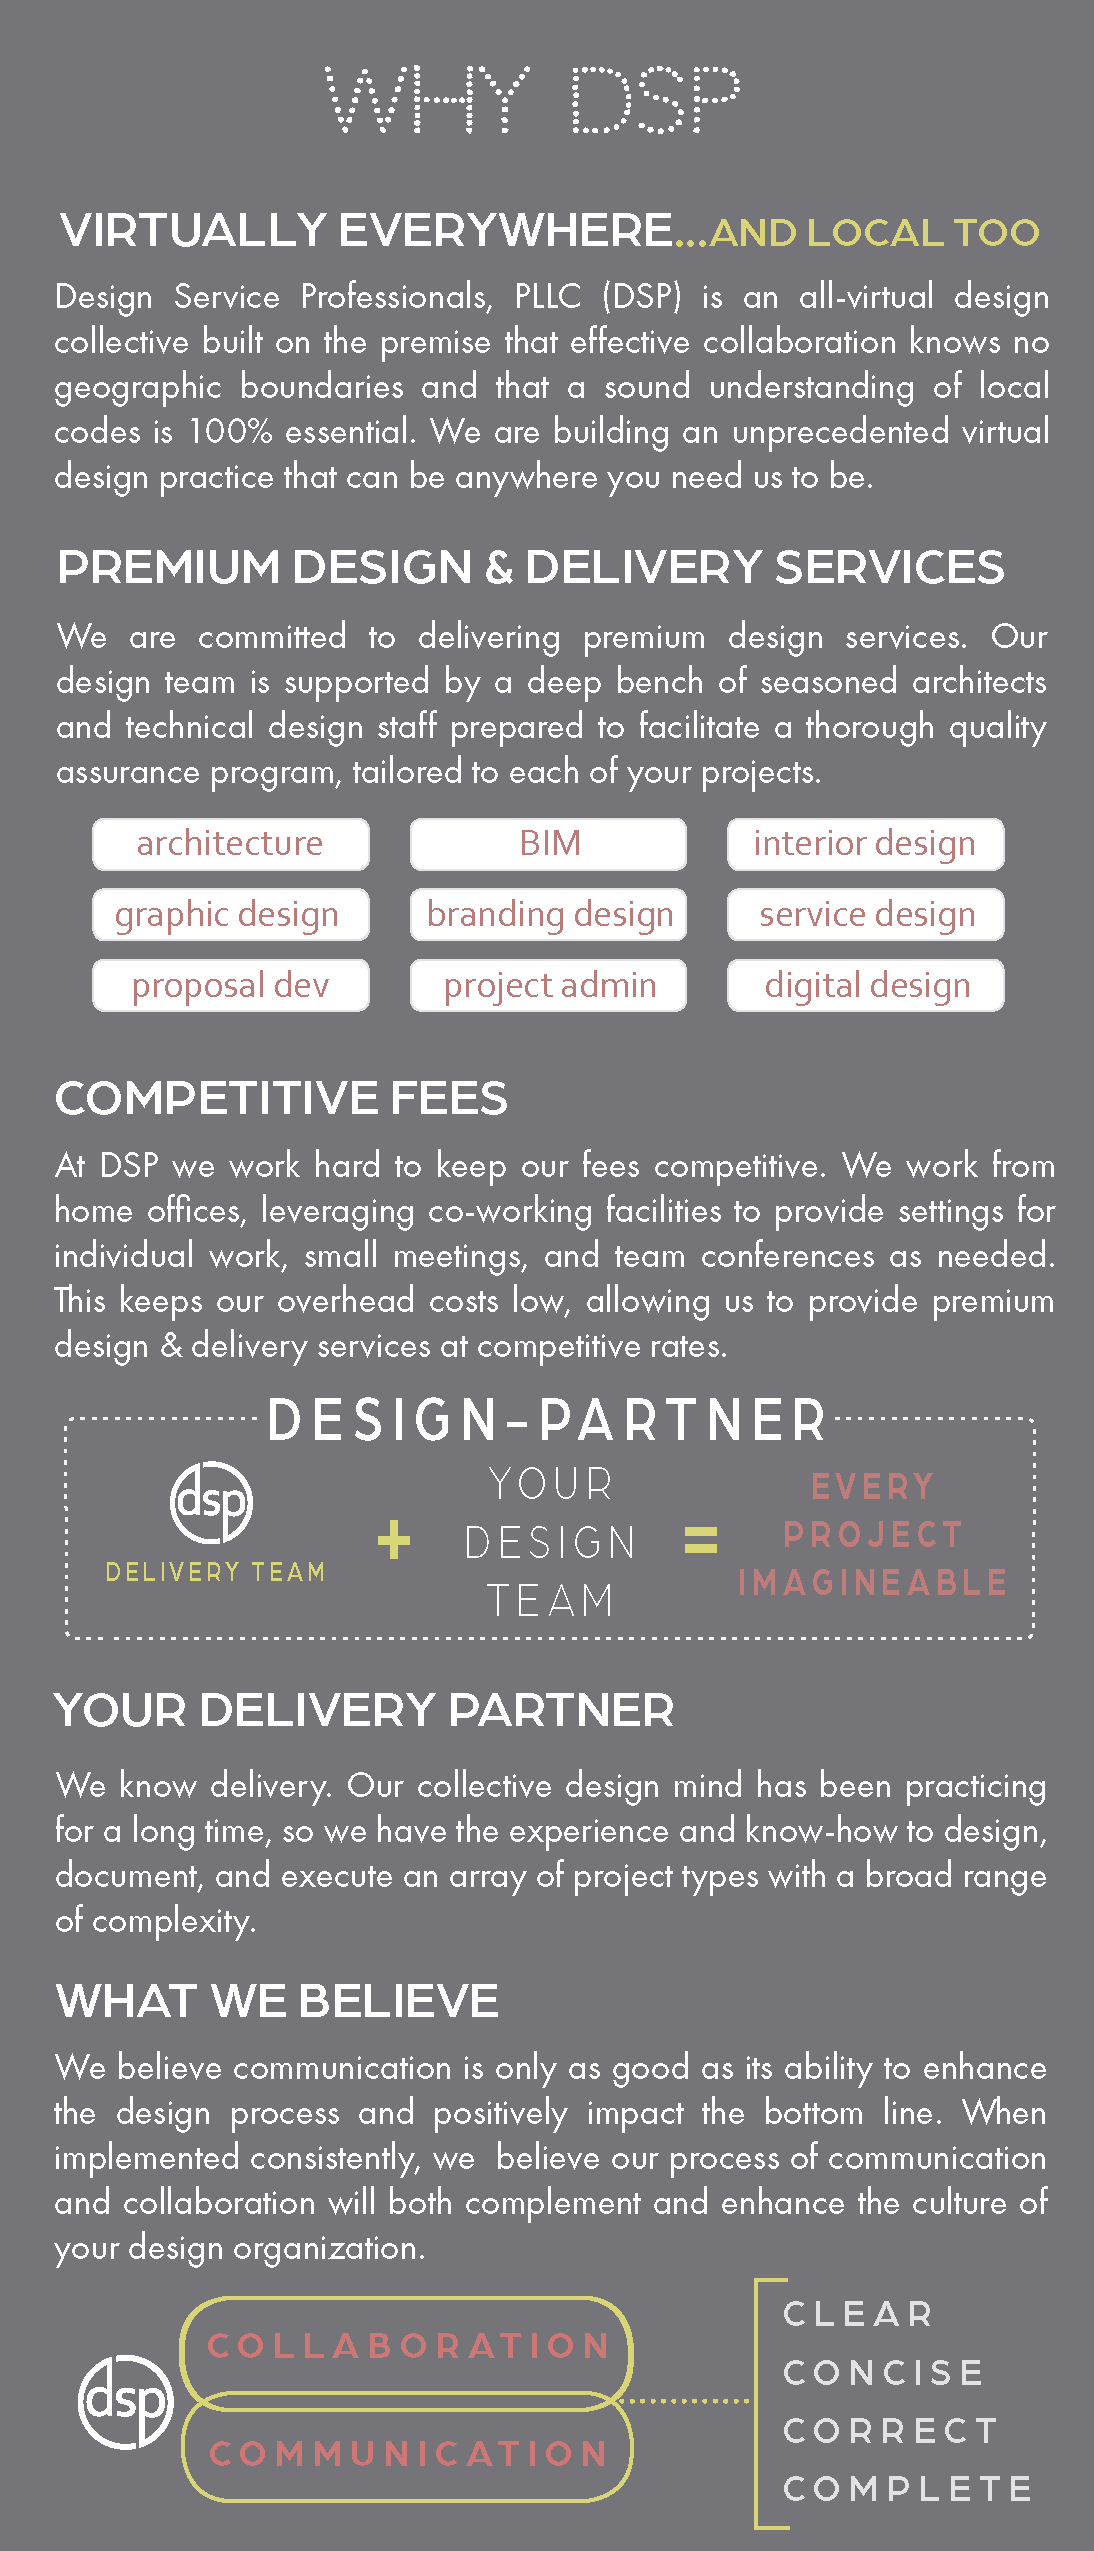 WHY DSP
VIRTUALLY EVERYWHERE...AND LOCAL TOO
Design Service Professionals, PLLC (DSP) is an all-virtual design
collective built on the premise that effective collaboration knows no
geographic boundaries and that a sound understanding of local
codes is 100% essential. We are building an unprecedented virtual
design practice that can be anywhere you need us to be.
PREMIUM DESIGN & DELIVERY SERVICES
We are committed to delivering premium design services. Our
design team is supported by a deep bench of seasoned architects
and technical design staff prepared to facilitate a thorough quality
assurance program, tailored to each of your projects.
architecture BIM interior design
graphic design branding design service design
proposal dev project admin digital design
COMPETITIVE FEES
At DSP we work hard to keep our fees competitive. We work from
home offices, leveraging co-working facilities to provide settings for
individual work, small meetings, and team conferences as needed.
This keeps our overhead costs low, allowing us to provide premium
design & delivery services at competitive rates.
DESIGN-PARTNER
dsp
DELIVERY TEAM
+
YOUR
DESIGN
TEAM
=
EVERY
PROJECT
IMAGINEABLE
YOUR DELIVERY PARTNER
We know delivery. Our collective design mind has been practicing
for a long time, so we have the experience and know-how to design,
document, and execute an array of project types with a broad range
of complexity.
WHAT WE BELIEVE
We believe communication is only as good as its ability to enhance
the design process and positively impact the bottom line. When
implemented consistently, we believe our process of communication
and collaboration will both complement and enhance the culture of
your design organization.
dsp
COLLABORATION
COMMUNICATION
CLEAR
CONCISE
CORRECT
COMPLETE